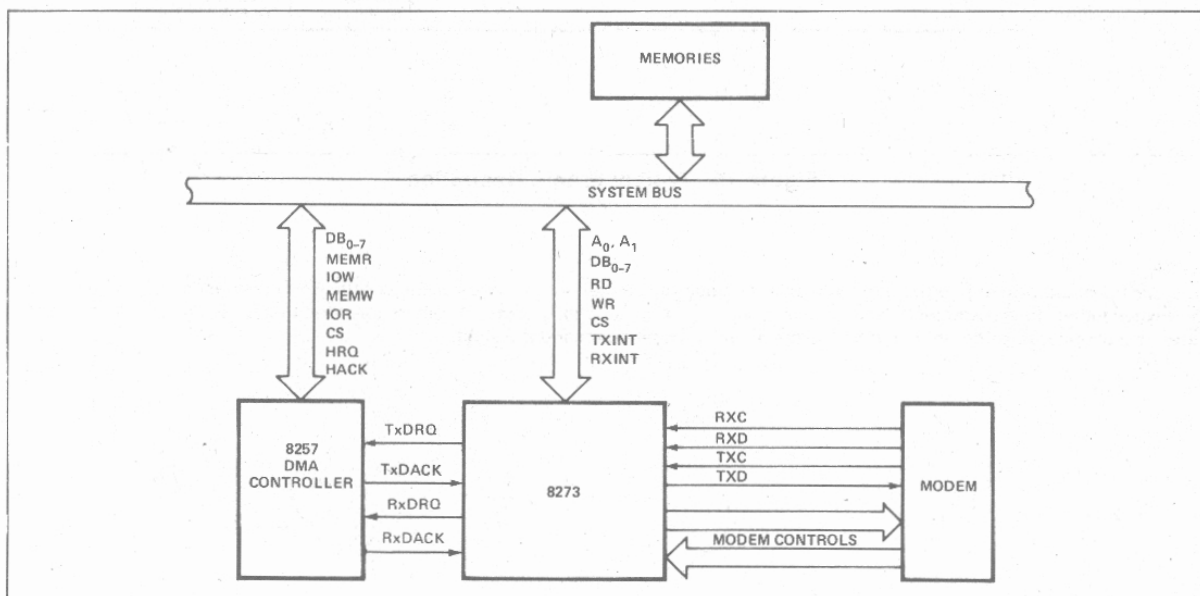 MEMORIES
SYSTEM BUS
DB0-7
MEMR
IOW
MEMW
IOR
CS
HRQ
HACK
A0, A1
DB0-7
RD
WR
CS
TXINT
RXINT
8257
DMA
CONTROLLER
TxDRQ
TxDACK
RxDRQ
RxDACK
8273
RXC
RXD
TXC
TXD
MODEM CONTROLS
MODEM